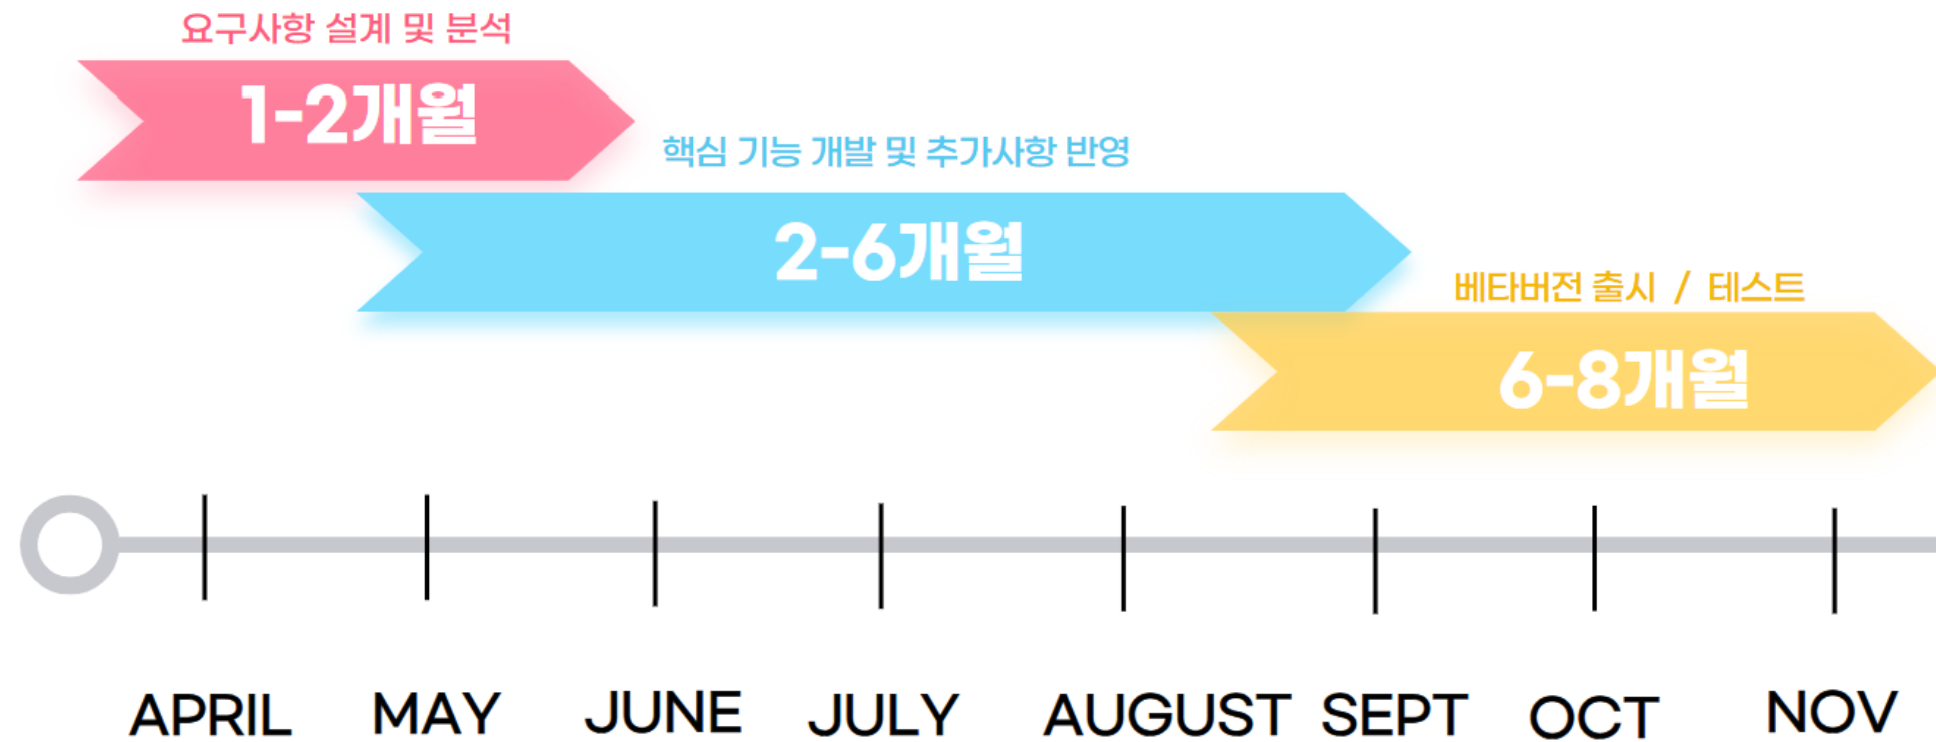 요구사항 설계 및 분석
1-2개월
핵심 기능 개발 및 추가사항 반영
2-6개월
베타버전 출시 / 테스트
6-8개월
APRIL MAY JUNE JULY AUGUST SEPT OCT NOV